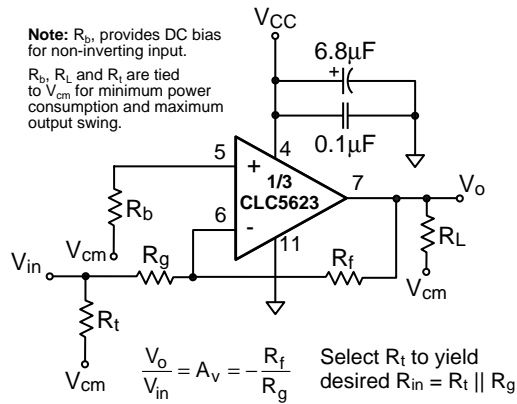 Note: Rb, provides DC bias
for non-inverting input.
Rb, RL and Rt are tied
to Vcm for minimum power
consumption and maximum
output swing.
VCC
6.8µF
+
0.1µF
5
+
4
1/3
CLC5623
7
Vo
6
-
11
Rb
Vcm
Vin
Rg
Rf
RL
Vcm
Rt
Vcm
Vo/Vin = Av = −Rf/Rg
Select Rt to yield
desired Rin = Rt || Rg